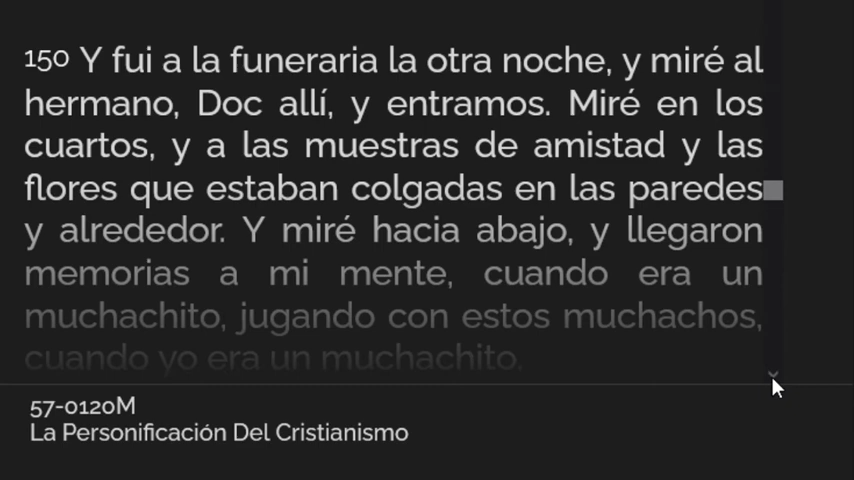 150 Y fui a la funeraria la otra noche, y miré al
hermano, Doc allí, y entramos. Miré en los
cuartos, y a las muestras de amistad y las
flores que estaban colgadas en las paredes
y alrededor. Y miré hacia abajo, y llegaron
memorias a mi mente, cuando era un
muchachito, jugando con estos muchachos,
cuando yo era un muchachito.
57-0120M
La Personificación Del Cristianismo